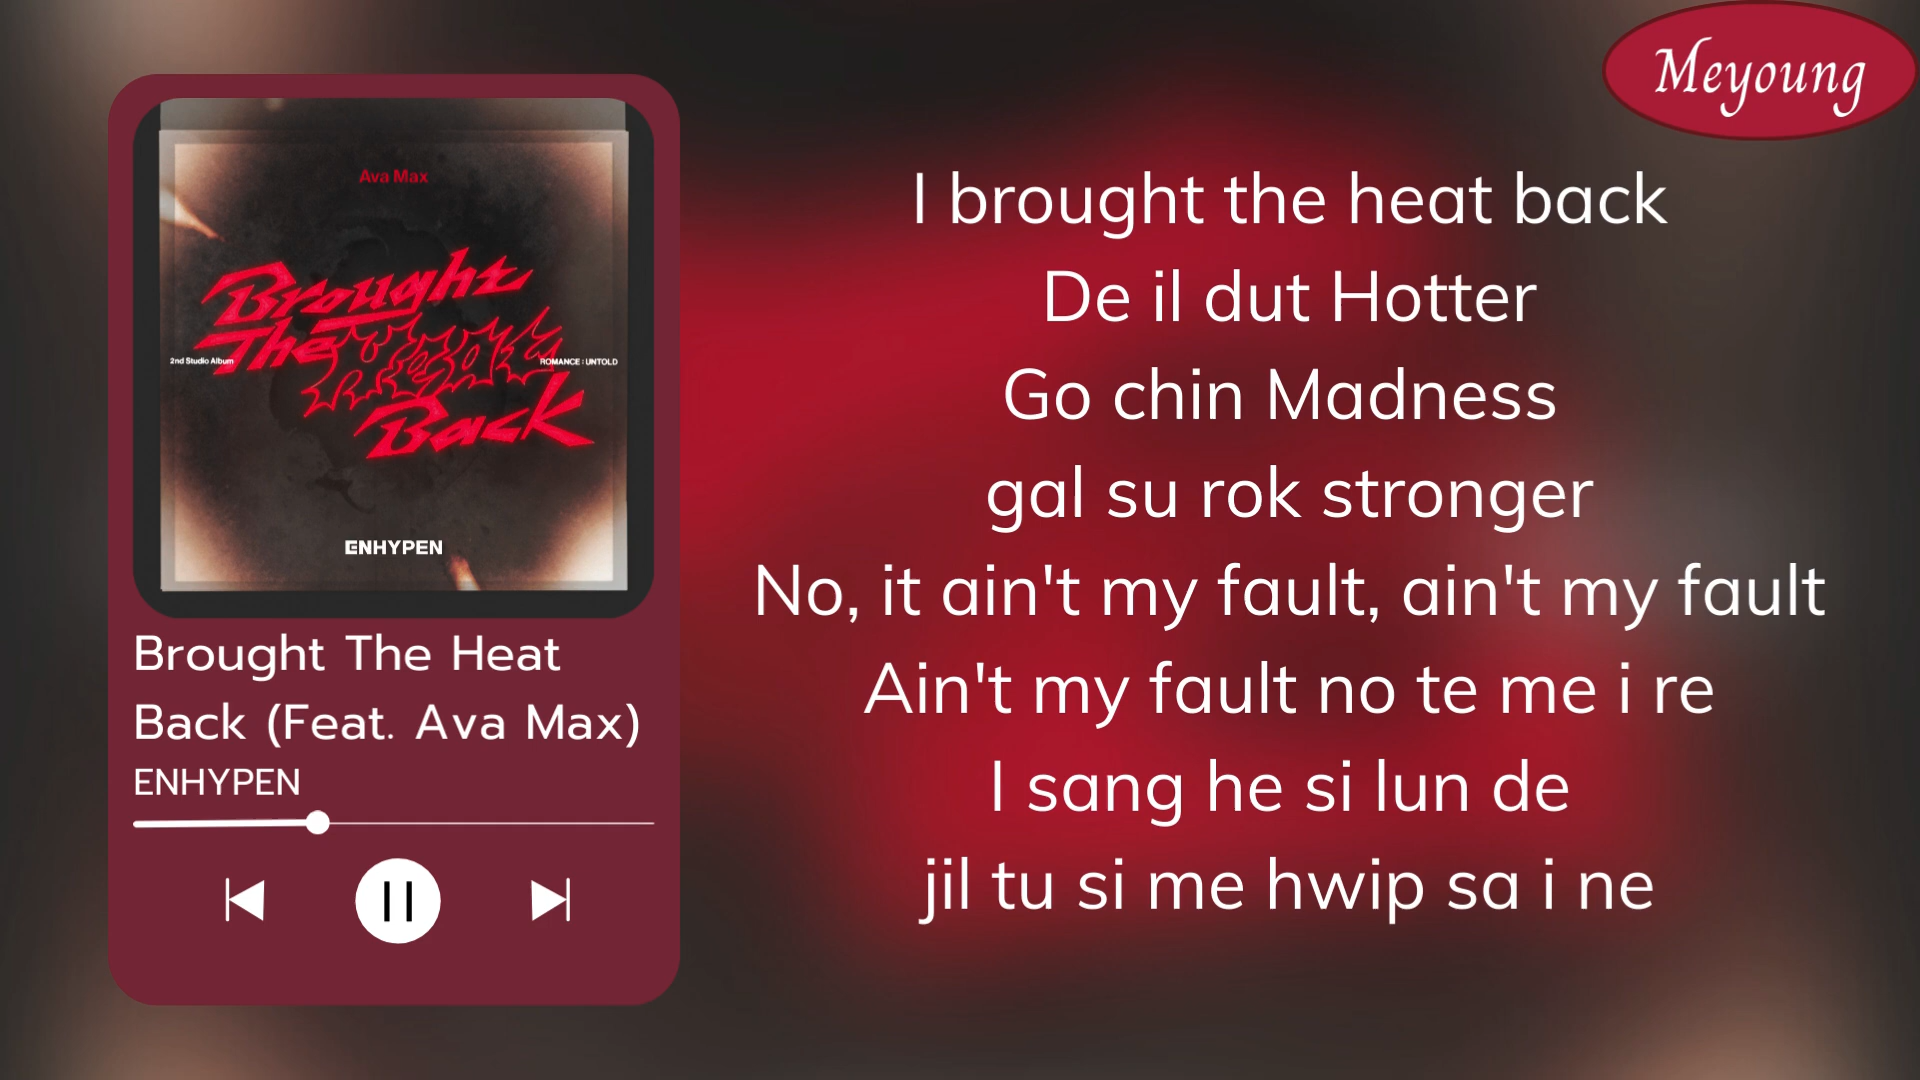 Meyoung
Ava Max
Brought
The Heat
2nd Studio Album
ROMANCE : UNTOLD
Back
ENHYPEN
Brought The Heat
Back (Feat. Ava Max)
ENHYPEN
I brought the heat back
De il dut Hotter
Go chin Madness
gal su rok stronger
No, it ain't my fault, ain't my fault
Ain't my fault no te me i re
I sang he si lun de
jil tu si me hwip sa i ne